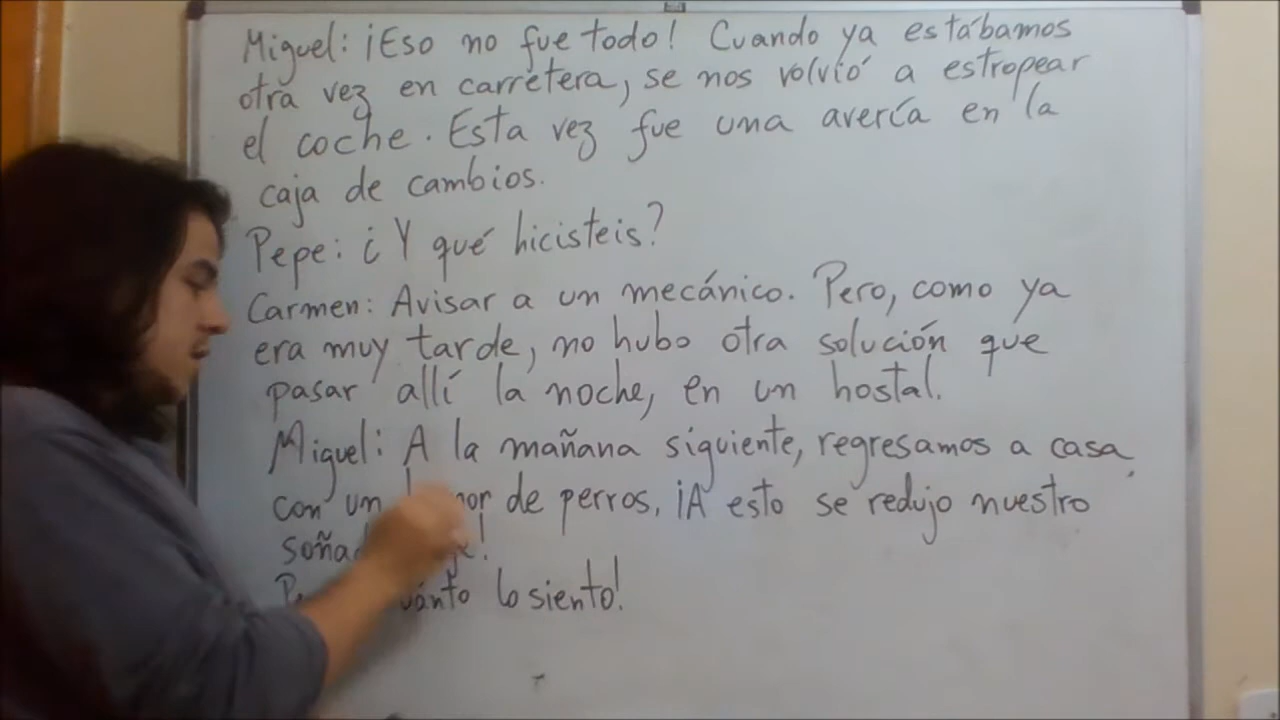 Miguel: ¡Eso no fue todo! Cuando ya estábamos
otra vez en carretera, se nos volvió a estropear
el coche. Esta vez fue una avería en la
caja de cambios.
Pepe: ¿Y qué hicisteis?
Carmen: Avisar a un mecánico. Pero, como ya
era muy tarde, no hubo otra solución que
pasar allí la noche, en un hostal.
Miguel: A la mañana siguiente, regresamos a casa
con un de perros. ¡A esto se redujo nuestro
lo siento!